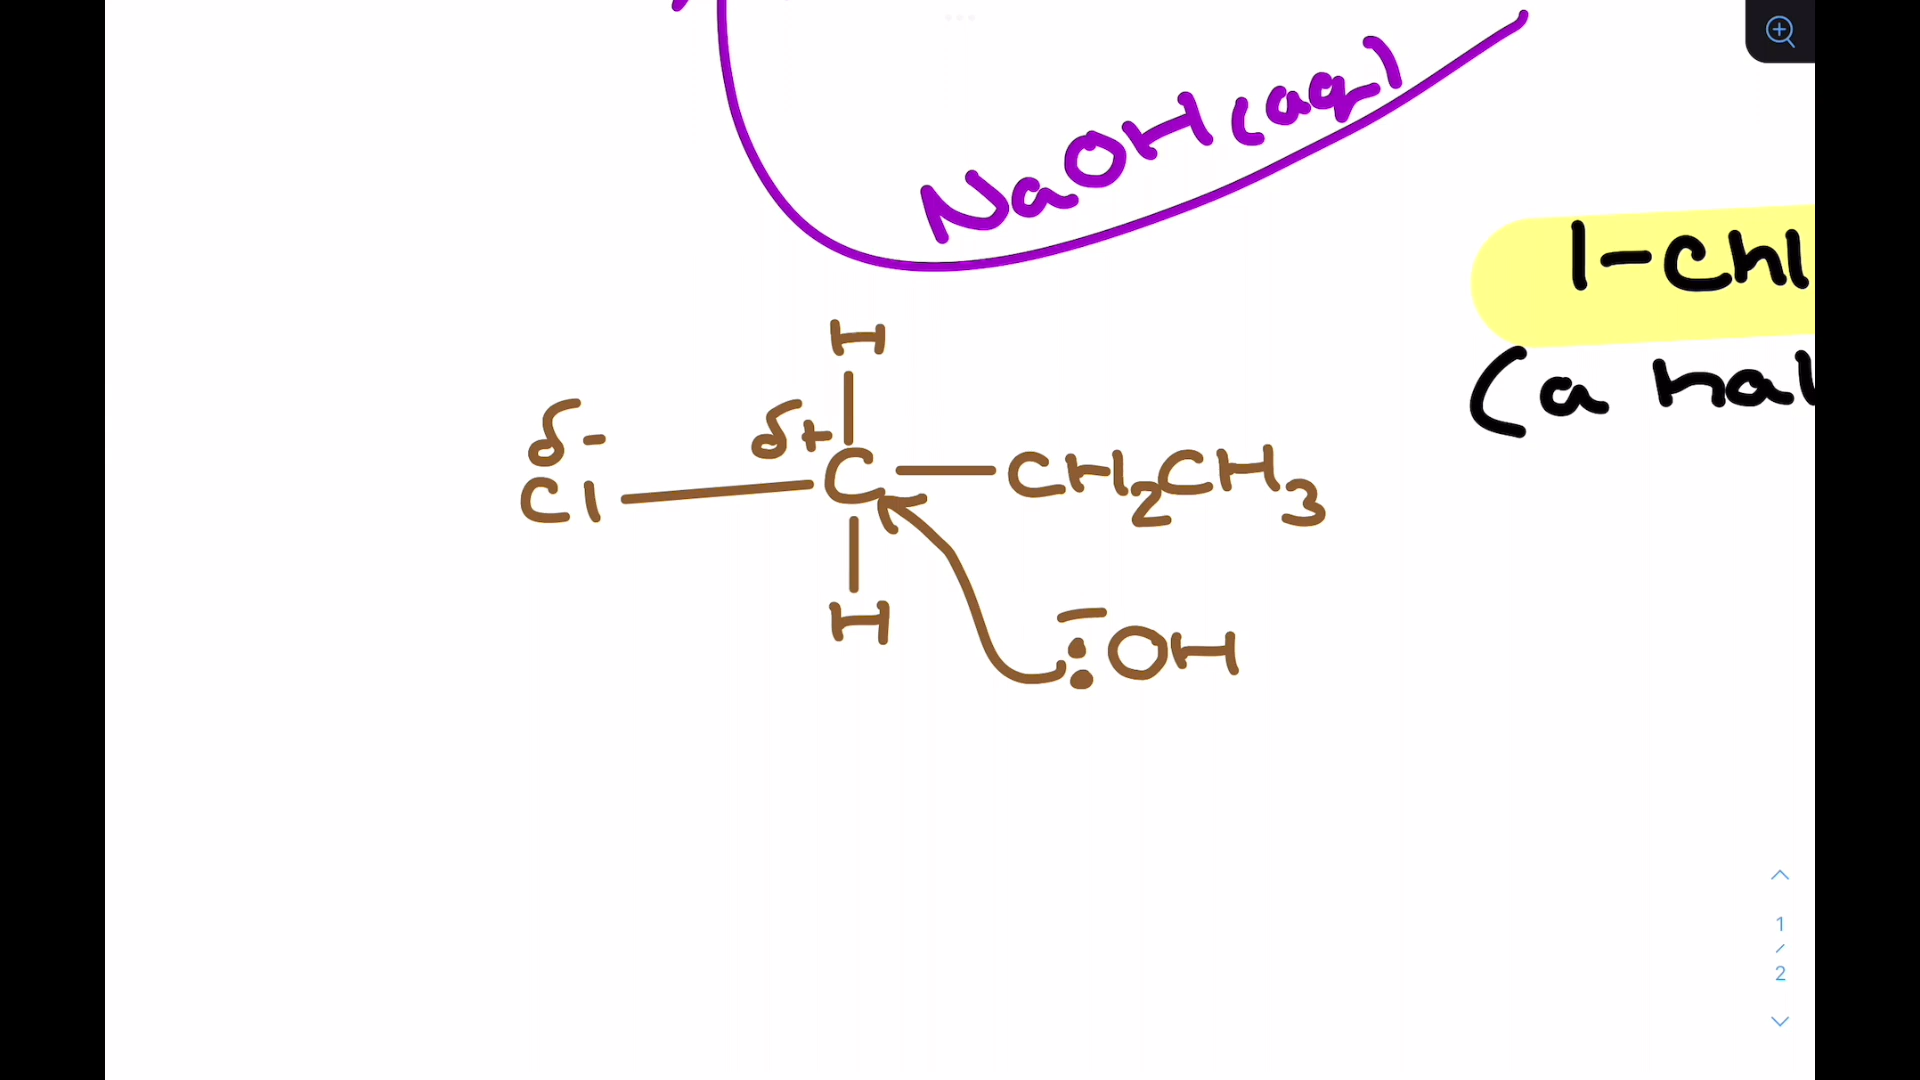 NaOH(aq)
1-Chl
(a hal
H
δ- δ+
Cl C CH2CH3
H
:OH
1
/
2